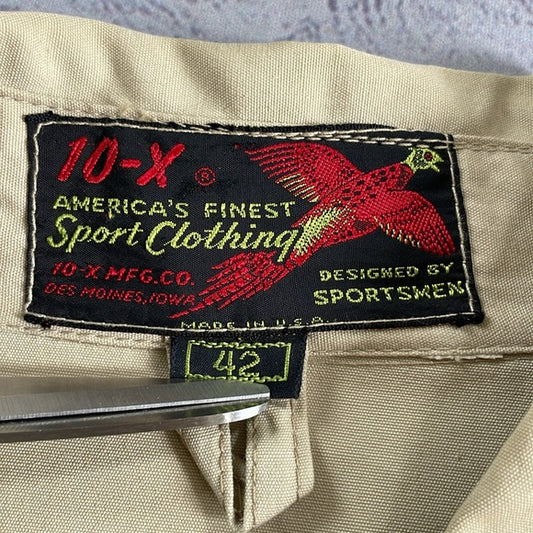 10-X ®
AMERICA'S FINEST
Sport Clothing
10-X MFG.CO.
DES MOINES, IOWA
DESIGNED BY
SPORTSMEN
MADE IN U.S.A.
42